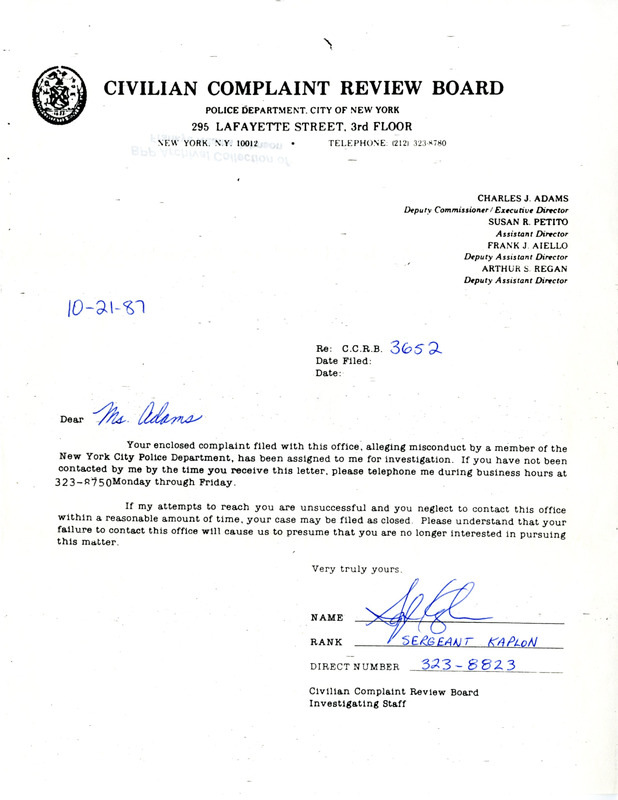 CIVILIAN COMPLAINT REVIEW BOARD
POLICE DEPARTMENT, CITY OF NEW YORK
295 LAFAYETTE STREET, 3rd FLOOR
NEW YORK, N.Y. 10012 • TELEPHONE: (212) 323-8780
BPP Archival Collection of
CHARLES J. ADAMS
Deputy Commissioner/Executive Director
SUSAN R. PETITO
Assistant Director
FRANK J. AIELLO
Deputy Assistant Director
ARTHUR S. REGAN
Deputy Assistant Director
10-21-87
Re: C.C.R.B. 3652
Date Filed:
Date:
Dear Ms. Adams
Your enclosed complaint filed with this office, alleging misconduct by a member of the
New York City Police Department, has been assigned to me for investigation. If you have not been
contacted by me by the time you receive this letter, please telephone me during business hours at
323-8750 Monday through Friday.
If my attempts to reach you are unsuccessful and you neglect to contact this office
within a reasonable amount of time, your case may be filed as closed. Please understand that your
failure to contact this office will cause us to presume that you are no longer interested in pursuing
this matter.
Very truly yours,
NAME
RANK SERGEANT KAPLON
DIRECT NUMBER 323-8823
Civilian Complaint Review Board
Investigating Staff